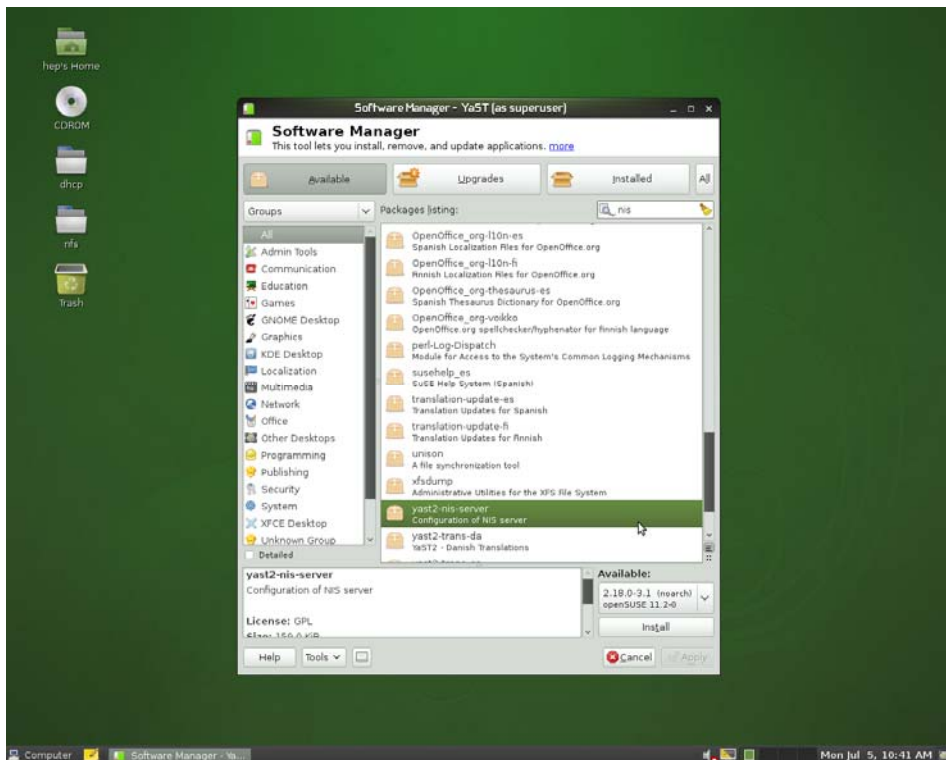 hep's Home
CDROM
dhcp
nfs
Trash
Software Manager - YaST (as superuser)
Software Manager
This tool lets you install, remove, and update applications. more
Available
Upgrades
Installed
All
Groups
Packages listing:
nis
All
Admin Tools
Communication
Education
Games
GNOME Desktop
Graphics
KDE Desktop
Localization
Multimedia
Network
Office
Other Desktops
Programming
Publishing
Security
System
XFCE Desktop
Unknown Group
Detailed
OpenOffice_org-l10n-es
Spanish Localization Files for OpenOffice.org
OpenOffice_org-l10n-fi
Finnish Localization Files for OpenOffice.org
OpenOffice_org-thesaurus-es
Spanish Thesaurus Dictionary for OpenOffice.org
OpenOffice_org-voikko
OpenOffice.org spellchecker/hyphenator for finnish language
perl-Log-Dispatch
Module for Access to the System's Common Logging Mechanisms
susehelp_es
SuSE Help System (Spanish)
translation-update-es
Translation Updates for Spanish
translation-update-fi
Translation Updates for Finnish
unison
A file synchronization tool
xfsdump
Administrative Utilities for the XFS File System
yast2-nis-server
Configuration of NIS server
yast2-trans-da
YaST2 - Danish Translations
yast2-nis-server
Configuration of NIS server
License: GPL
Size: 159.0 KiB
Available:
2.18.0-3.1 (noarch)
openSUSE 11.2-0
Install
Help
Tools
Cancel
Apply
Computer
Software Manager - Ya...
Mon Jul 5, 10:41 AM